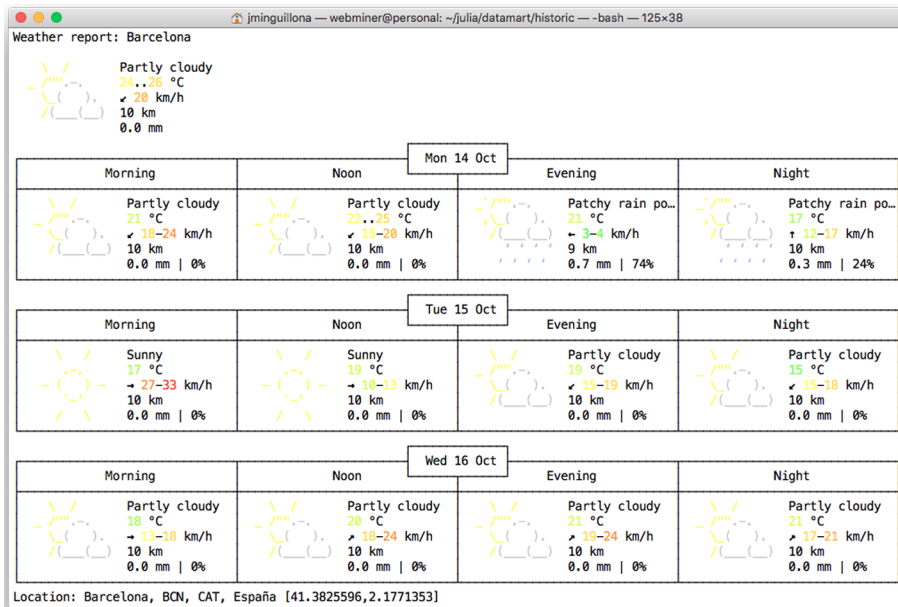 jminguillona — webminer@personal: ~/julia/datamart/historic — -bash — 125×38
Weather report: Barcelona
Partly cloudy
24..26 °C
↙ 20 km/h
10 km
0.0 mm
Mon 14 Oct
Morning Noon Evening Night
Partly cloudy Partly cloudy Patchy rain po… Patchy rain po…
21 °C 22..25 °C 21 °C 17 °C
↙ 18-24 km/h ↙ 15-20 km/h ← 3-4 km/h ↑ 12-17 km/h
10 km 10 km 9 km 10 km
0.0 mm | 0% 0.0 mm | 0% 0.7 mm | 74% 0.3 mm | 24%
Tue 15 Oct
Morning Noon Evening Night
Sunny Sunny Partly cloudy Partly cloudy
17 °C 19 °C 19 °C 15 °C
→ 27-33 km/h → 10-13 km/h ↙ 15-19 km/h ↙ 15-18 km/h
10 km 10 km 10 km 10 km
0.0 mm | 0% 0.0 mm | 0% 0.0 mm | 0% 0.0 mm | 0%
Wed 16 Oct
Morning Noon Evening Night
Partly cloudy Partly cloudy Partly cloudy Partly cloudy
18 °C 20 °C 21 °C 21 °C
→ 13-18 km/h ↗ 18-24 km/h ↗ 19-24 km/h ↗ 17-21 km/h
10 km 10 km 10 km 10 km
0.0 mm | 0% 0.0 mm | 0% 0.0 mm | 0% 0.0 mm | 0%
Location: Barcelona, BCN, CAT, España [41.3825596,2.1771353]